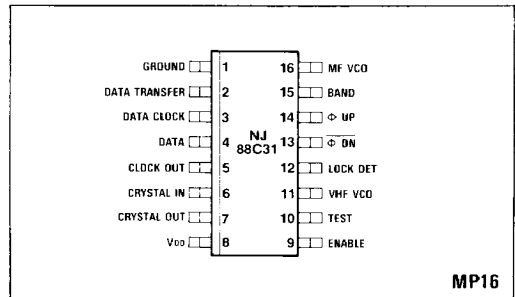 GROUND 1 16 MF VCO
DATA TRANSFER 2 15 BAND
DATA CLOCK 3 14 Φ UP
DATA 4 NJ 88C31 13 Φ DN
CLOCK OUT 5 12 LOCK DET
CRYSTAL IN 6 11 VHF VCO
CRYSTAL OUT 7 10 TEST
VDD 8 9 ENABLE
MP16